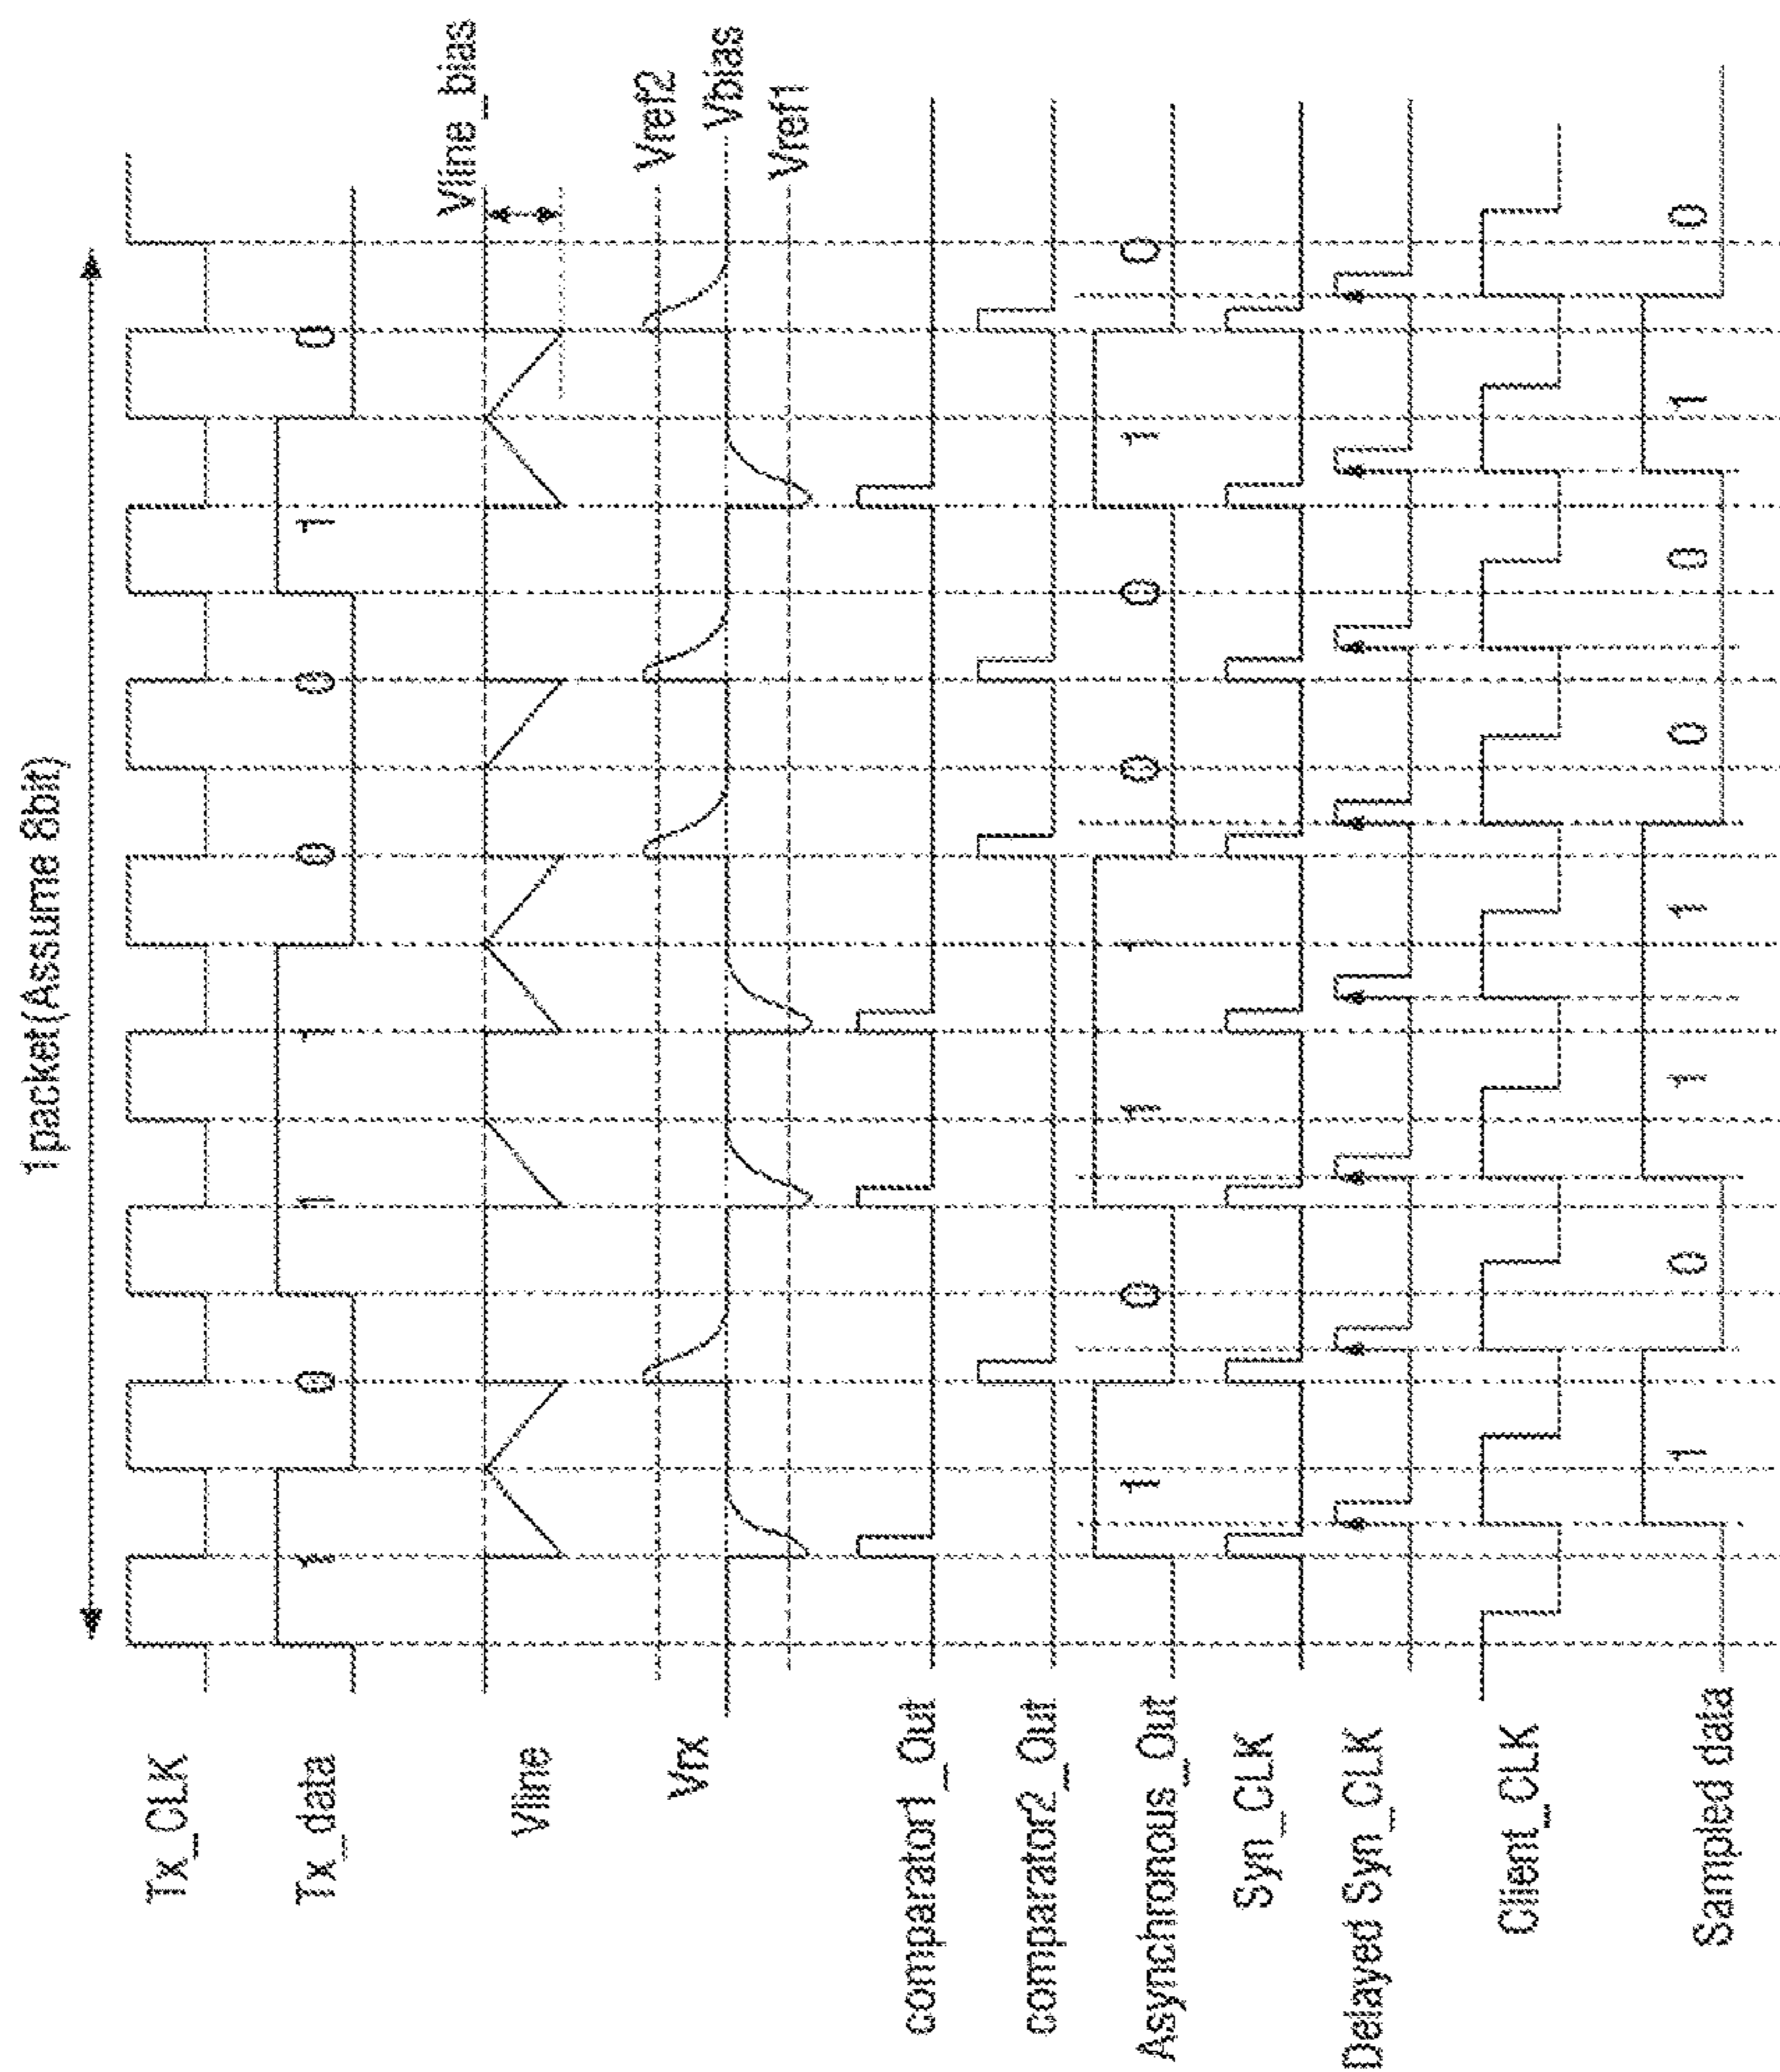 1packet(Assume 8bit)
Tx_CLK
Tx_data
1 0 1 1 0 0 1 0
Vline
Vline_bias
Vrx
Vref2
Vbias
Vref1
comparator1_Out
comparator2_Out
Asynchronous_Out
1 0 1 1 0 0 1 0
Syn_CLK
Delayed Syn_CLK
Client_CLK
Sampled data
1 0 1 1 0 0 1 0